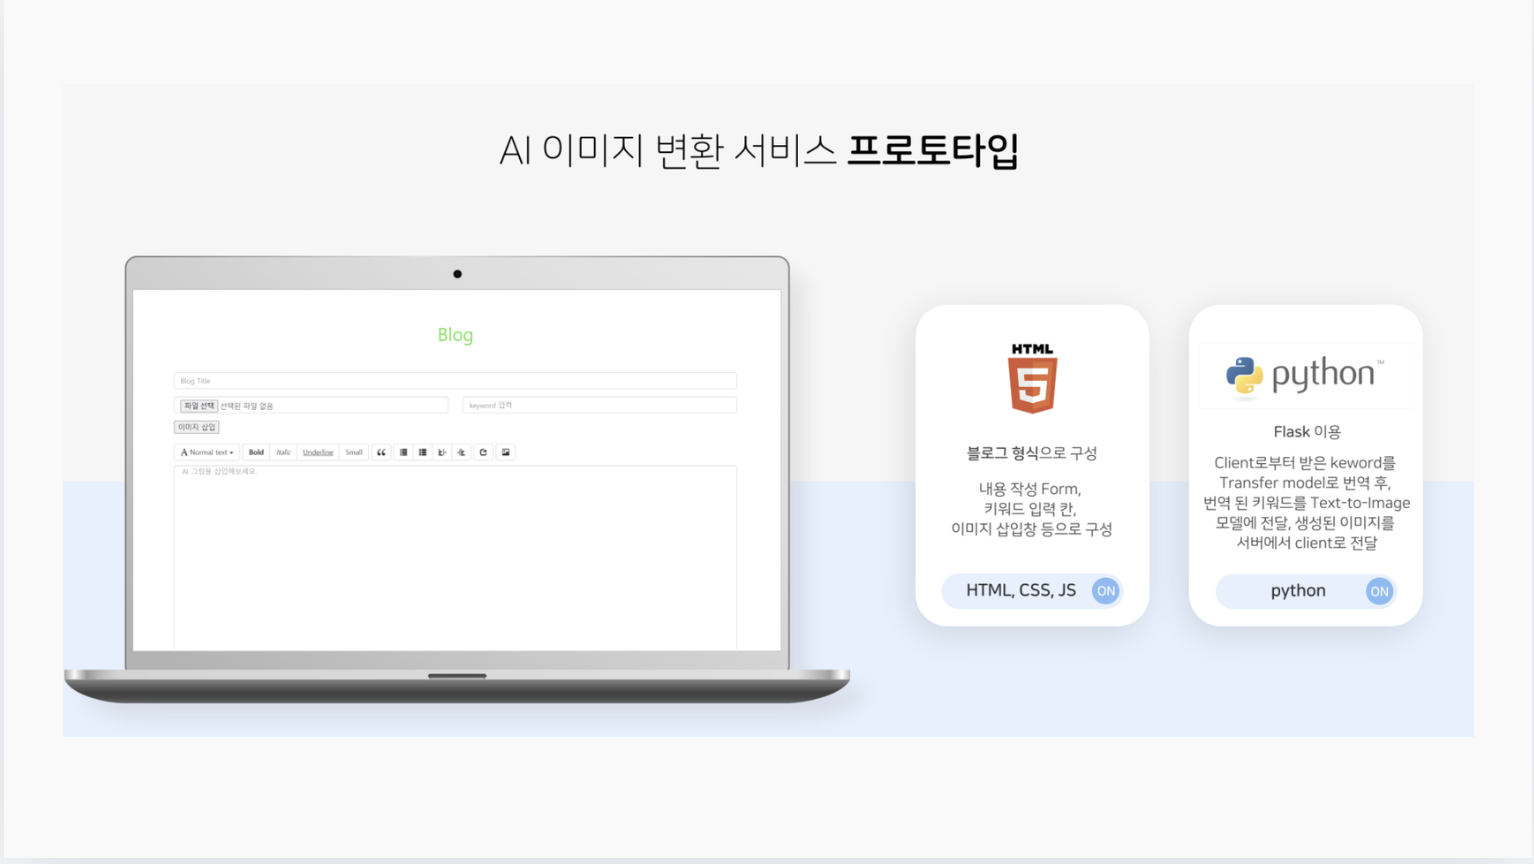 AI 이미지 변환 서비스 프로토타입
Blog
Blog Title
파일 선택 선택된 파일 없음
keyword 입력
이미지 삽입
A Normal text Bold Italic Underline Small
AI 그림을 삽입해보세요.
HTML
5
블로그 형식으로 구성
내용 작성 Form,
키워드 입력 칸,
이미지 삽입창 등으로 구성
HTML, CSS, JS ON
python™
Flask 이용
Client로부터 받은 keword를
Transfer model로 번역 후,
번역 된 키워드를 Text-to-Image
모델에 전달, 생성된 이미지를
서버에서 client로 전달
python ON